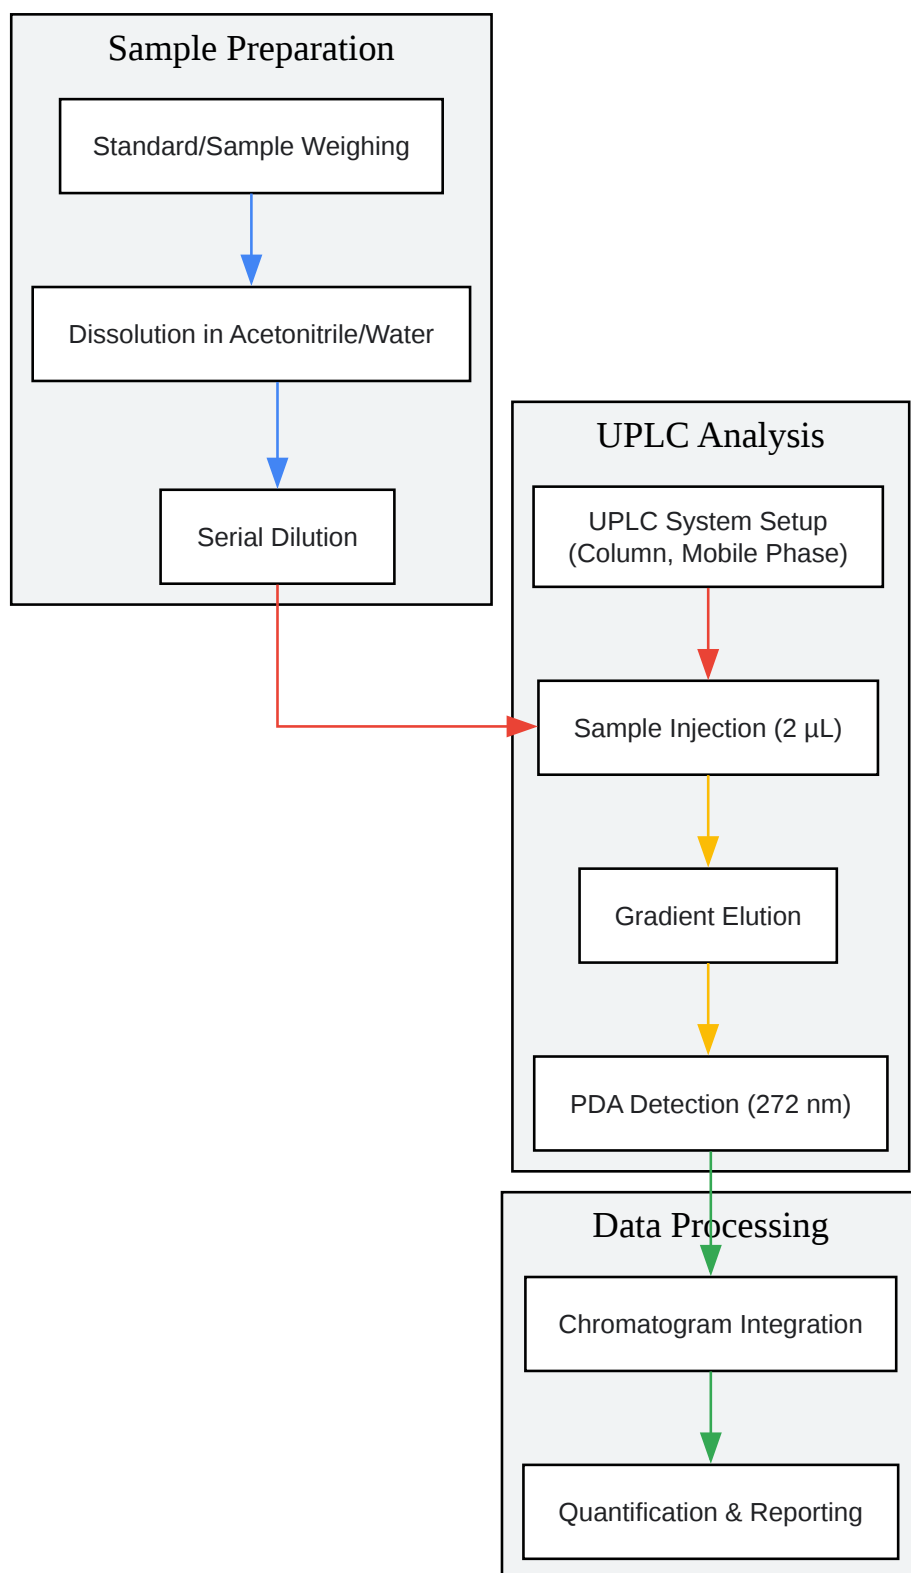 Sample Preparation
Standard/Sample Weighing
Dissolution in Acetonitrile/Water
Serial Dilution
UPLC Analysis
UPLC System Setup
(Column, Mobile Phase)
Sample Injection (2 µL)
Gradient Elution
PDA Detection (272 nm)
Data Processing
Chromatogram Integration
Quantification & Reporting